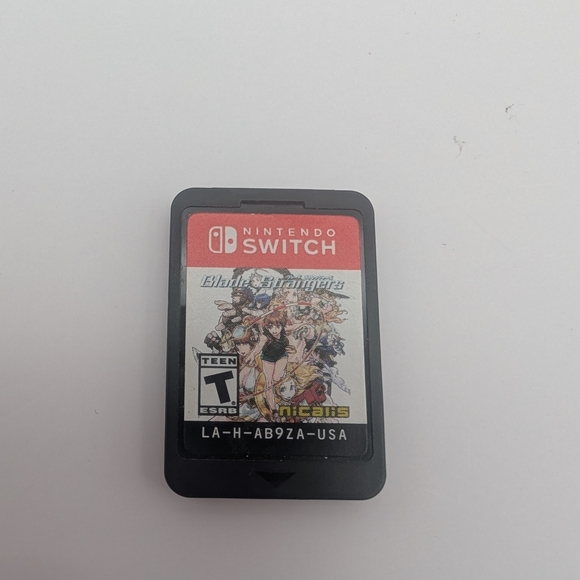 NINTENDO
SWITCH
Blade Strangers
TEEN
T
ESRB
nicalis
LA-H-AB9ZA-USA